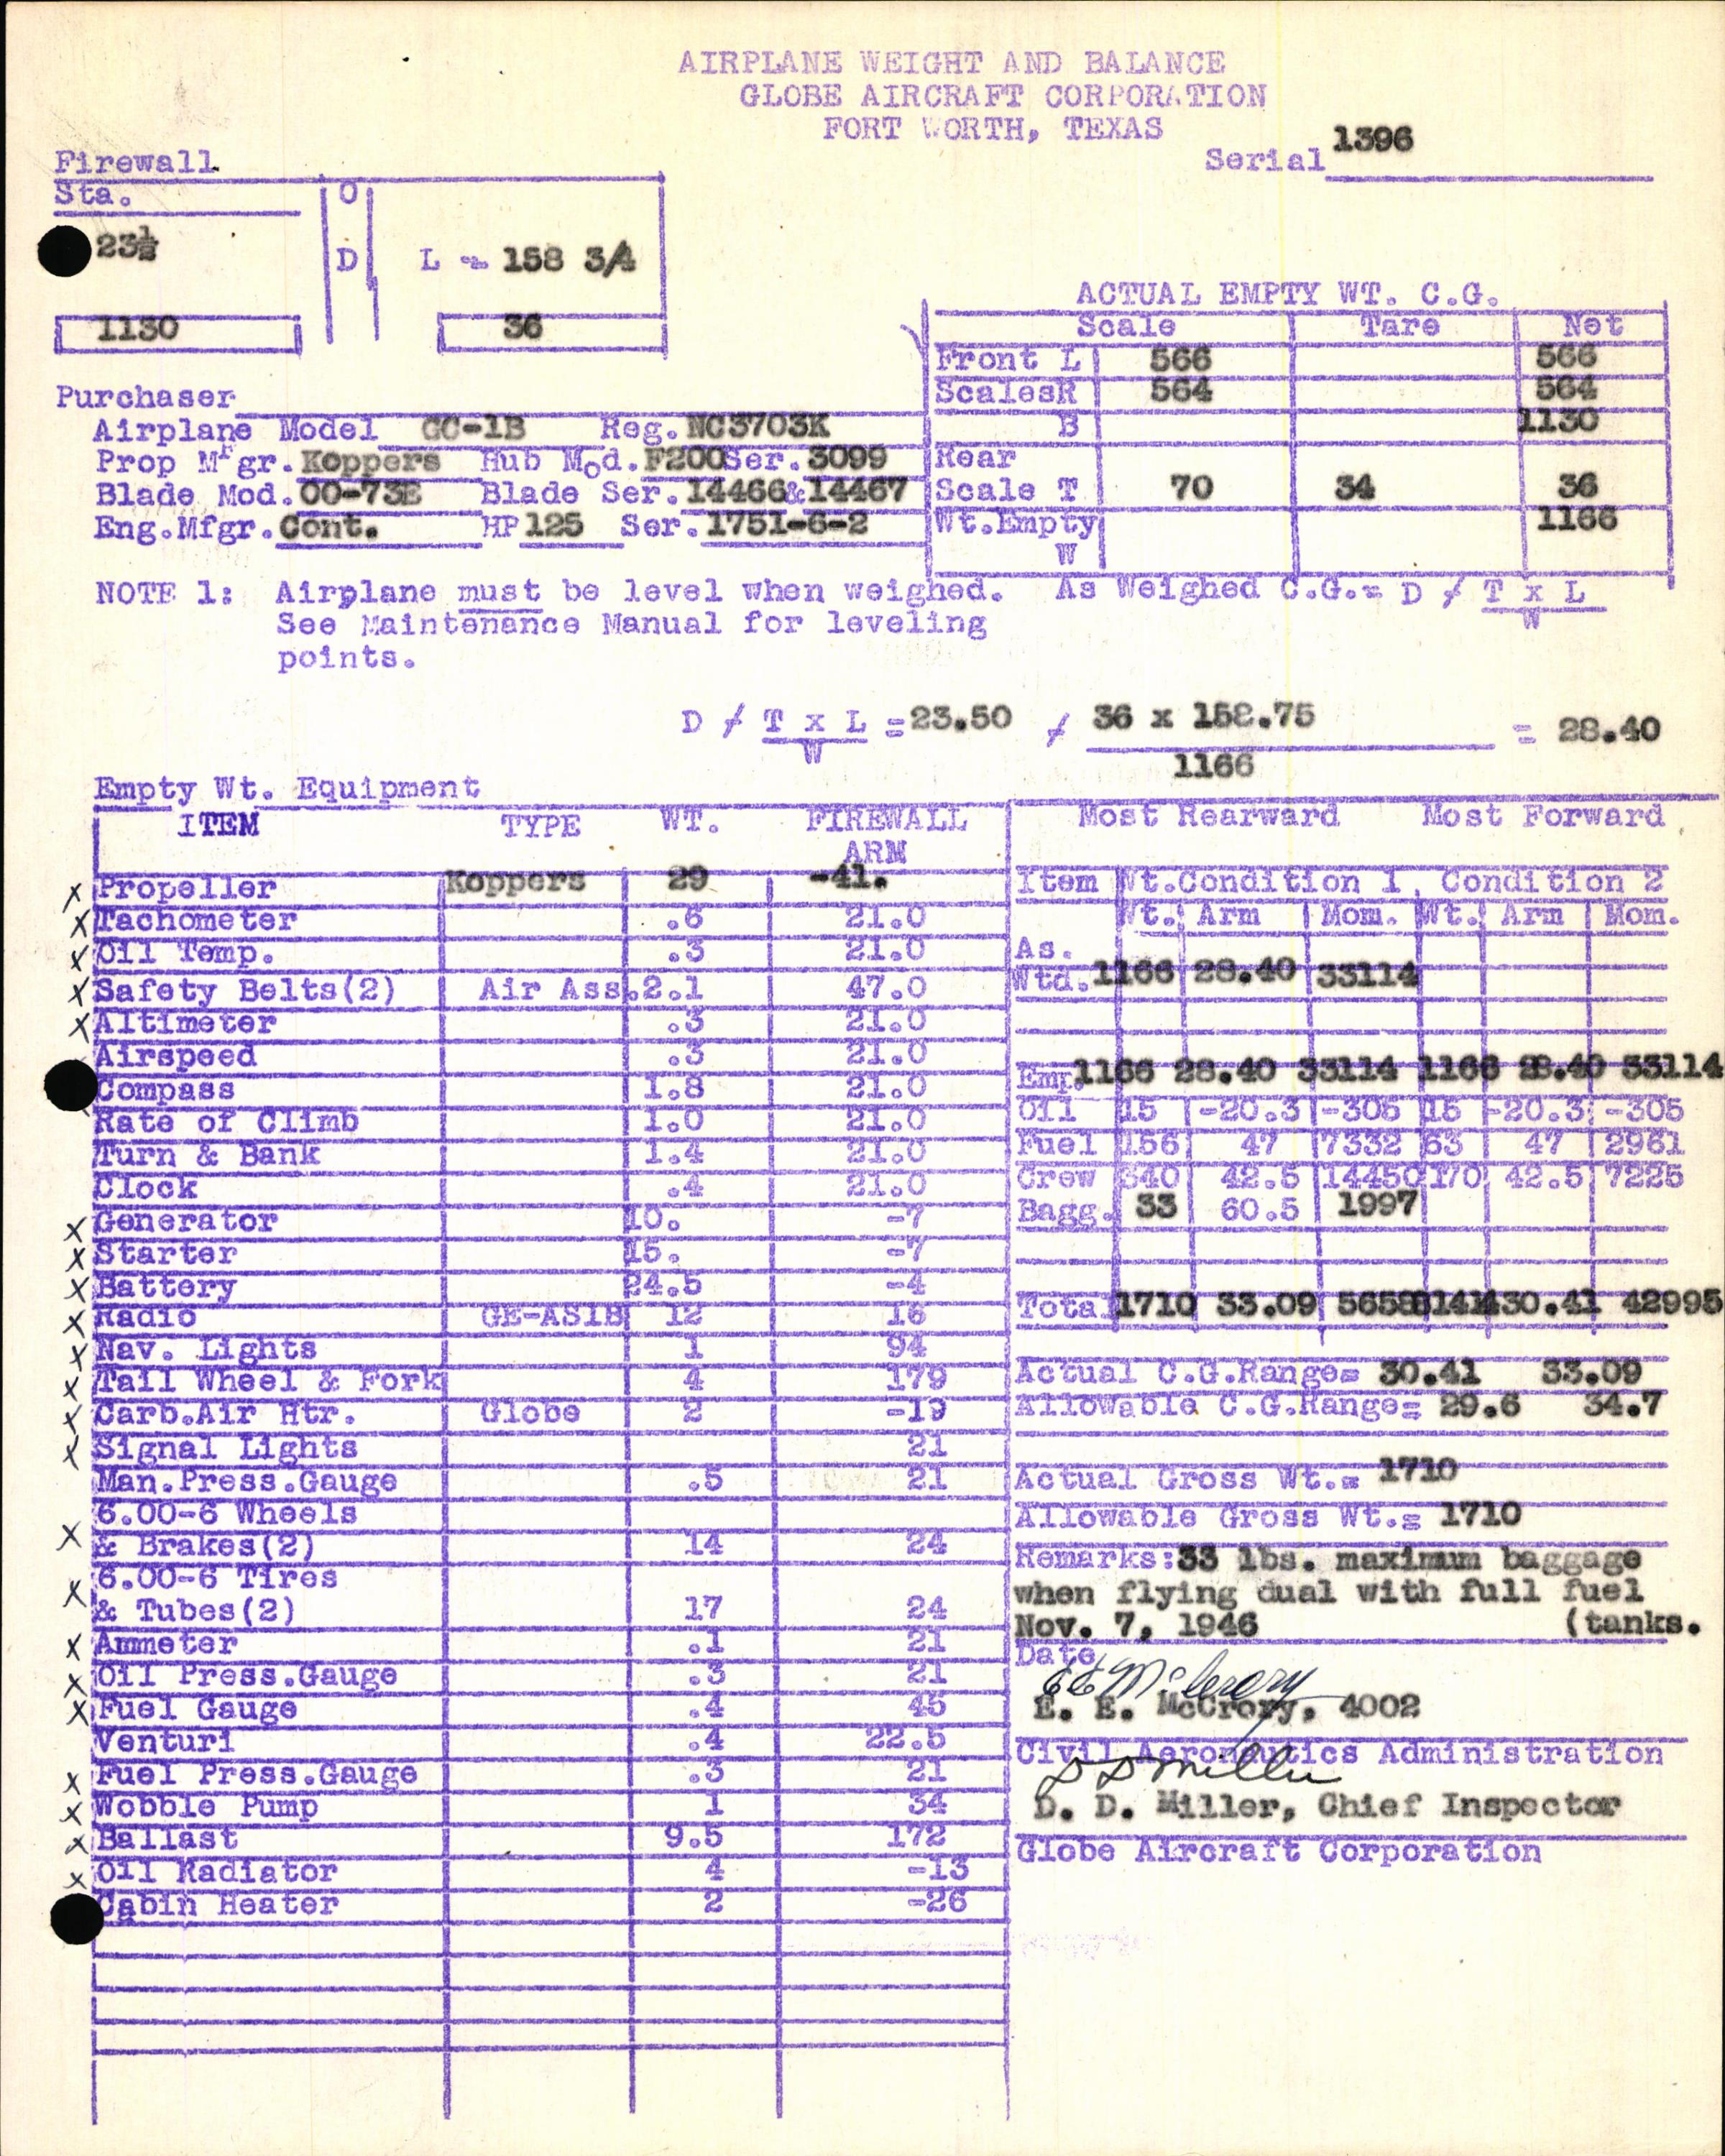 AIRPLANE WEIGHT AND BALANCE
GLOBE AIRCRAFT CORPORATION
FORT WORTH, TEXAS
Serial 1396
Firewall
Sta.
O
23½
D
L = 158 3/4
1130
36
ACTUAL EMPTY WT. C.G.
Scale Tare Net
Front L 566 566
Scales R 564 564
B 1130
Rear
Scale T 70 34 36
Wt.Empty 1166
W
Purchaser
Airplane Model GC-1B Reg. NC3703K
Prop Mfgr. Koppers Hub Mod. F200 Ser. 3099
Blade Mod. 00-73E Blade Ser. 14466&14467
Eng.Mfgr. Cont. HP 125 Ser. 1751-6-2
NOTE 1: Airplane must be level when weighed.
See Maintenance Manual for leveling
points.
As Weighed C.G.= D / T x L
W
D / T x L = 23.50 / 36 x 158.75 = 28.40
W 1166
Empty Wt. Equipment
ITEM TYPE WT. FIREWALL
ARM
X Propeller Koppers 29 -41.
X Tachometer .6 21.0
X Oil Temp. .3 21.0
X Safety Belts(2) Air Ass. 2.1 47.0
X Altimeter .3 21.0
Airspeed .3 21.0
Compass 1.8 21.0
Rate of Climb 1.0 21.0
Turn & Bank 1.4 21.0
Clock .4 21.0
X Generator 10. -7
X Starter 15. -7
X Battery 24.5 -4
X Radio GE-AS1B 12 16
X Nav. Lights 1 94
X Tail Wheel & Fork 4 179
X Carb.Air Htr. Globe 2 -19
X Signal Lights 21
Man.Press.Gauge .5 21
6.00-6 Wheels
X & Brakes(2) 14 24
6.00-6 Tires
X & Tubes(2) 17 24
X Ammeter .1 21
X Oil Press.Gauge .3 21
X Fuel Gauge .4 45
Venturi .4 22.5
X Fuel Press.Gauge .3 21
X Wobble Pump 1 34
X Ballast 9.5 172
X Oil Radiator 4 -13
Cabin Heater 2 -26
Most Rearward Most Forward
Item Wt.Condition 1, Condition 2
Wt. Arm Mom. Wt. Arm Mom.
As.
Wtd. 1166 28.40 33114
Emp. 1166 28.40 33114 1166 28.40 33114
Oil 15 -20.3 -305 15 -20.3 -305
Fuel 156 47 7332 63 47 2961
Crew 340 42.5 14450 170 42.5 7225
Bagg. 33 60.5 1997
Total 1710 33.09 56588 1414 30.41 42995
Actual C.G.Range= 30.41 33.09
Allowable C.G.Range= 29.6 34.7
Actual Gross Wt.= 1710
Allowable Gross Wt.= 1710
Remarks: 33 lbs. maximum baggage
when flying dual with full fuel
Nov. 7, 1946 (tanks.
Date
EE McCrory
E. E. McCrory, 4002
Civil Aeronautics Administration
D D Miller
D. D. Miller, Chief Inspector
Globe Aircraft Corporation